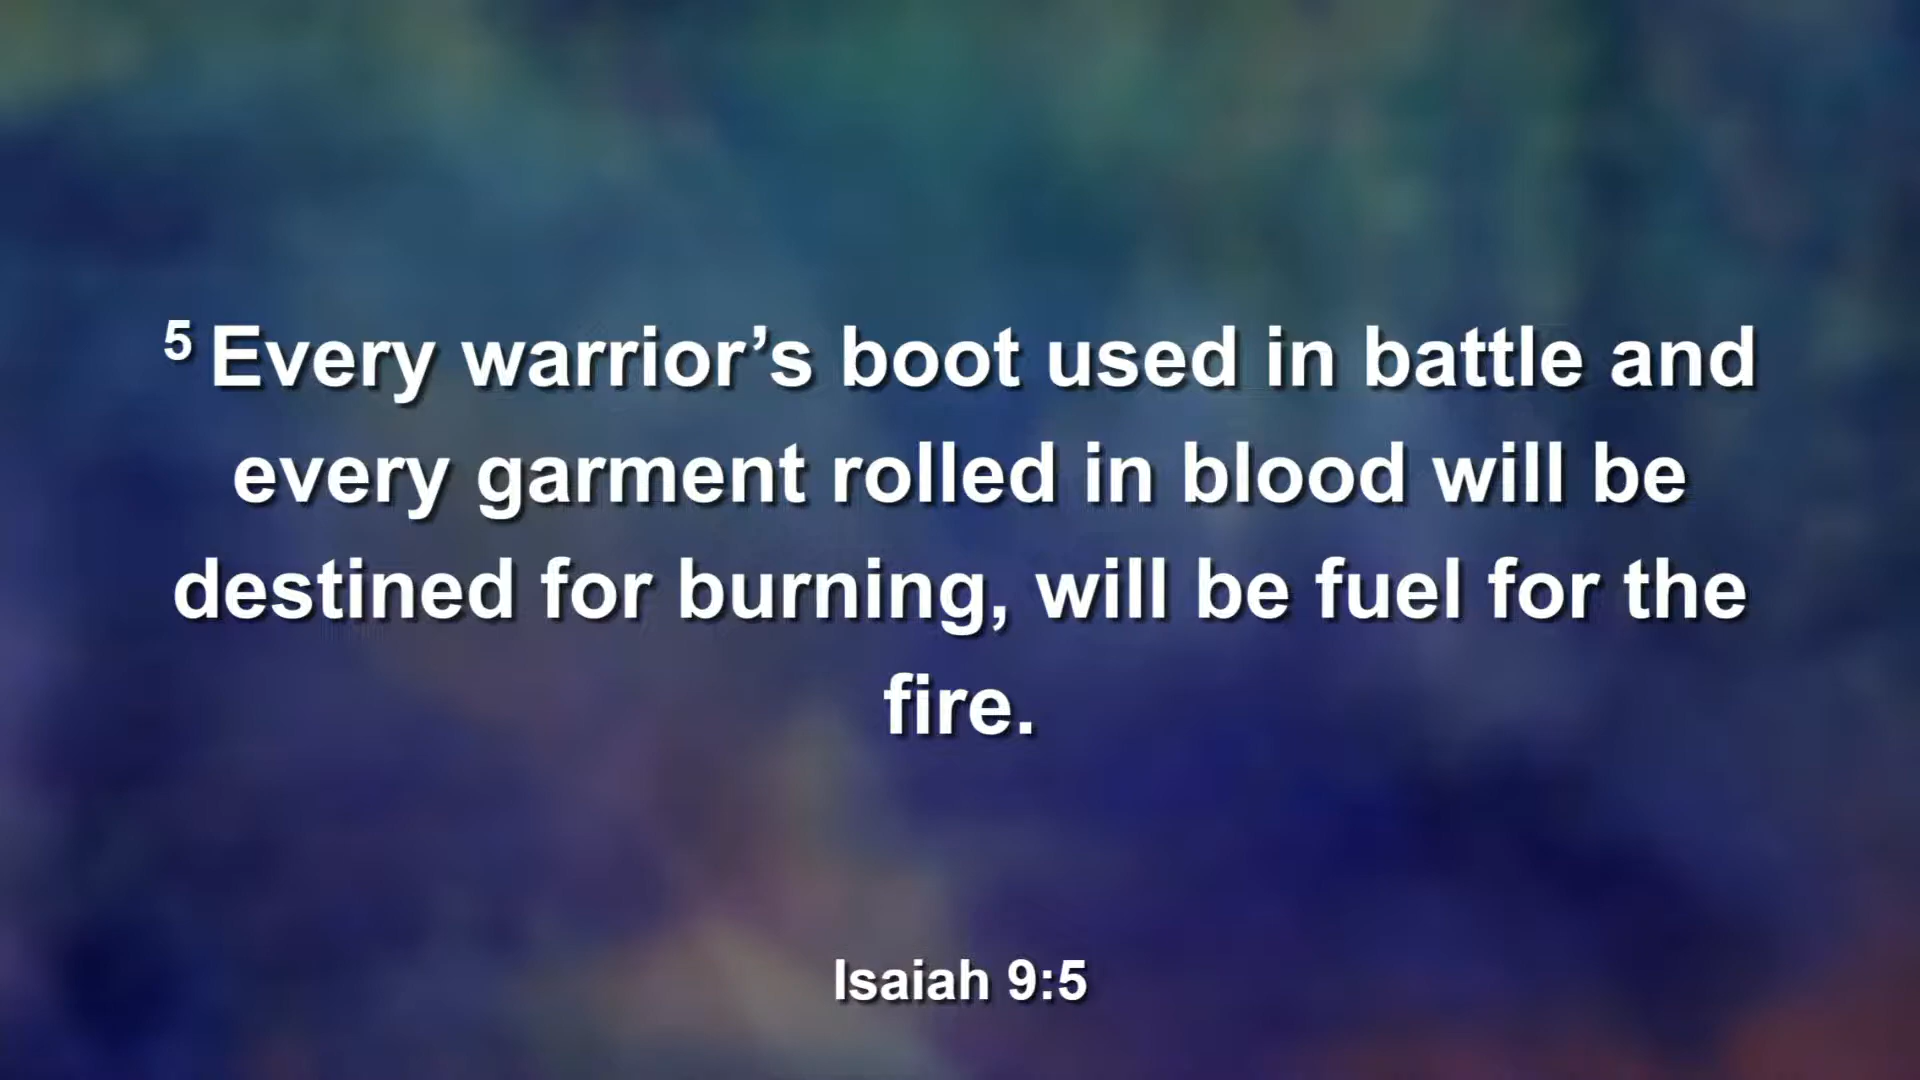 5 Every warrior’s boot used in battle and
every garment rolled in blood will be
destined for burning, will be fuel for the
fire.
Isaiah 9:5